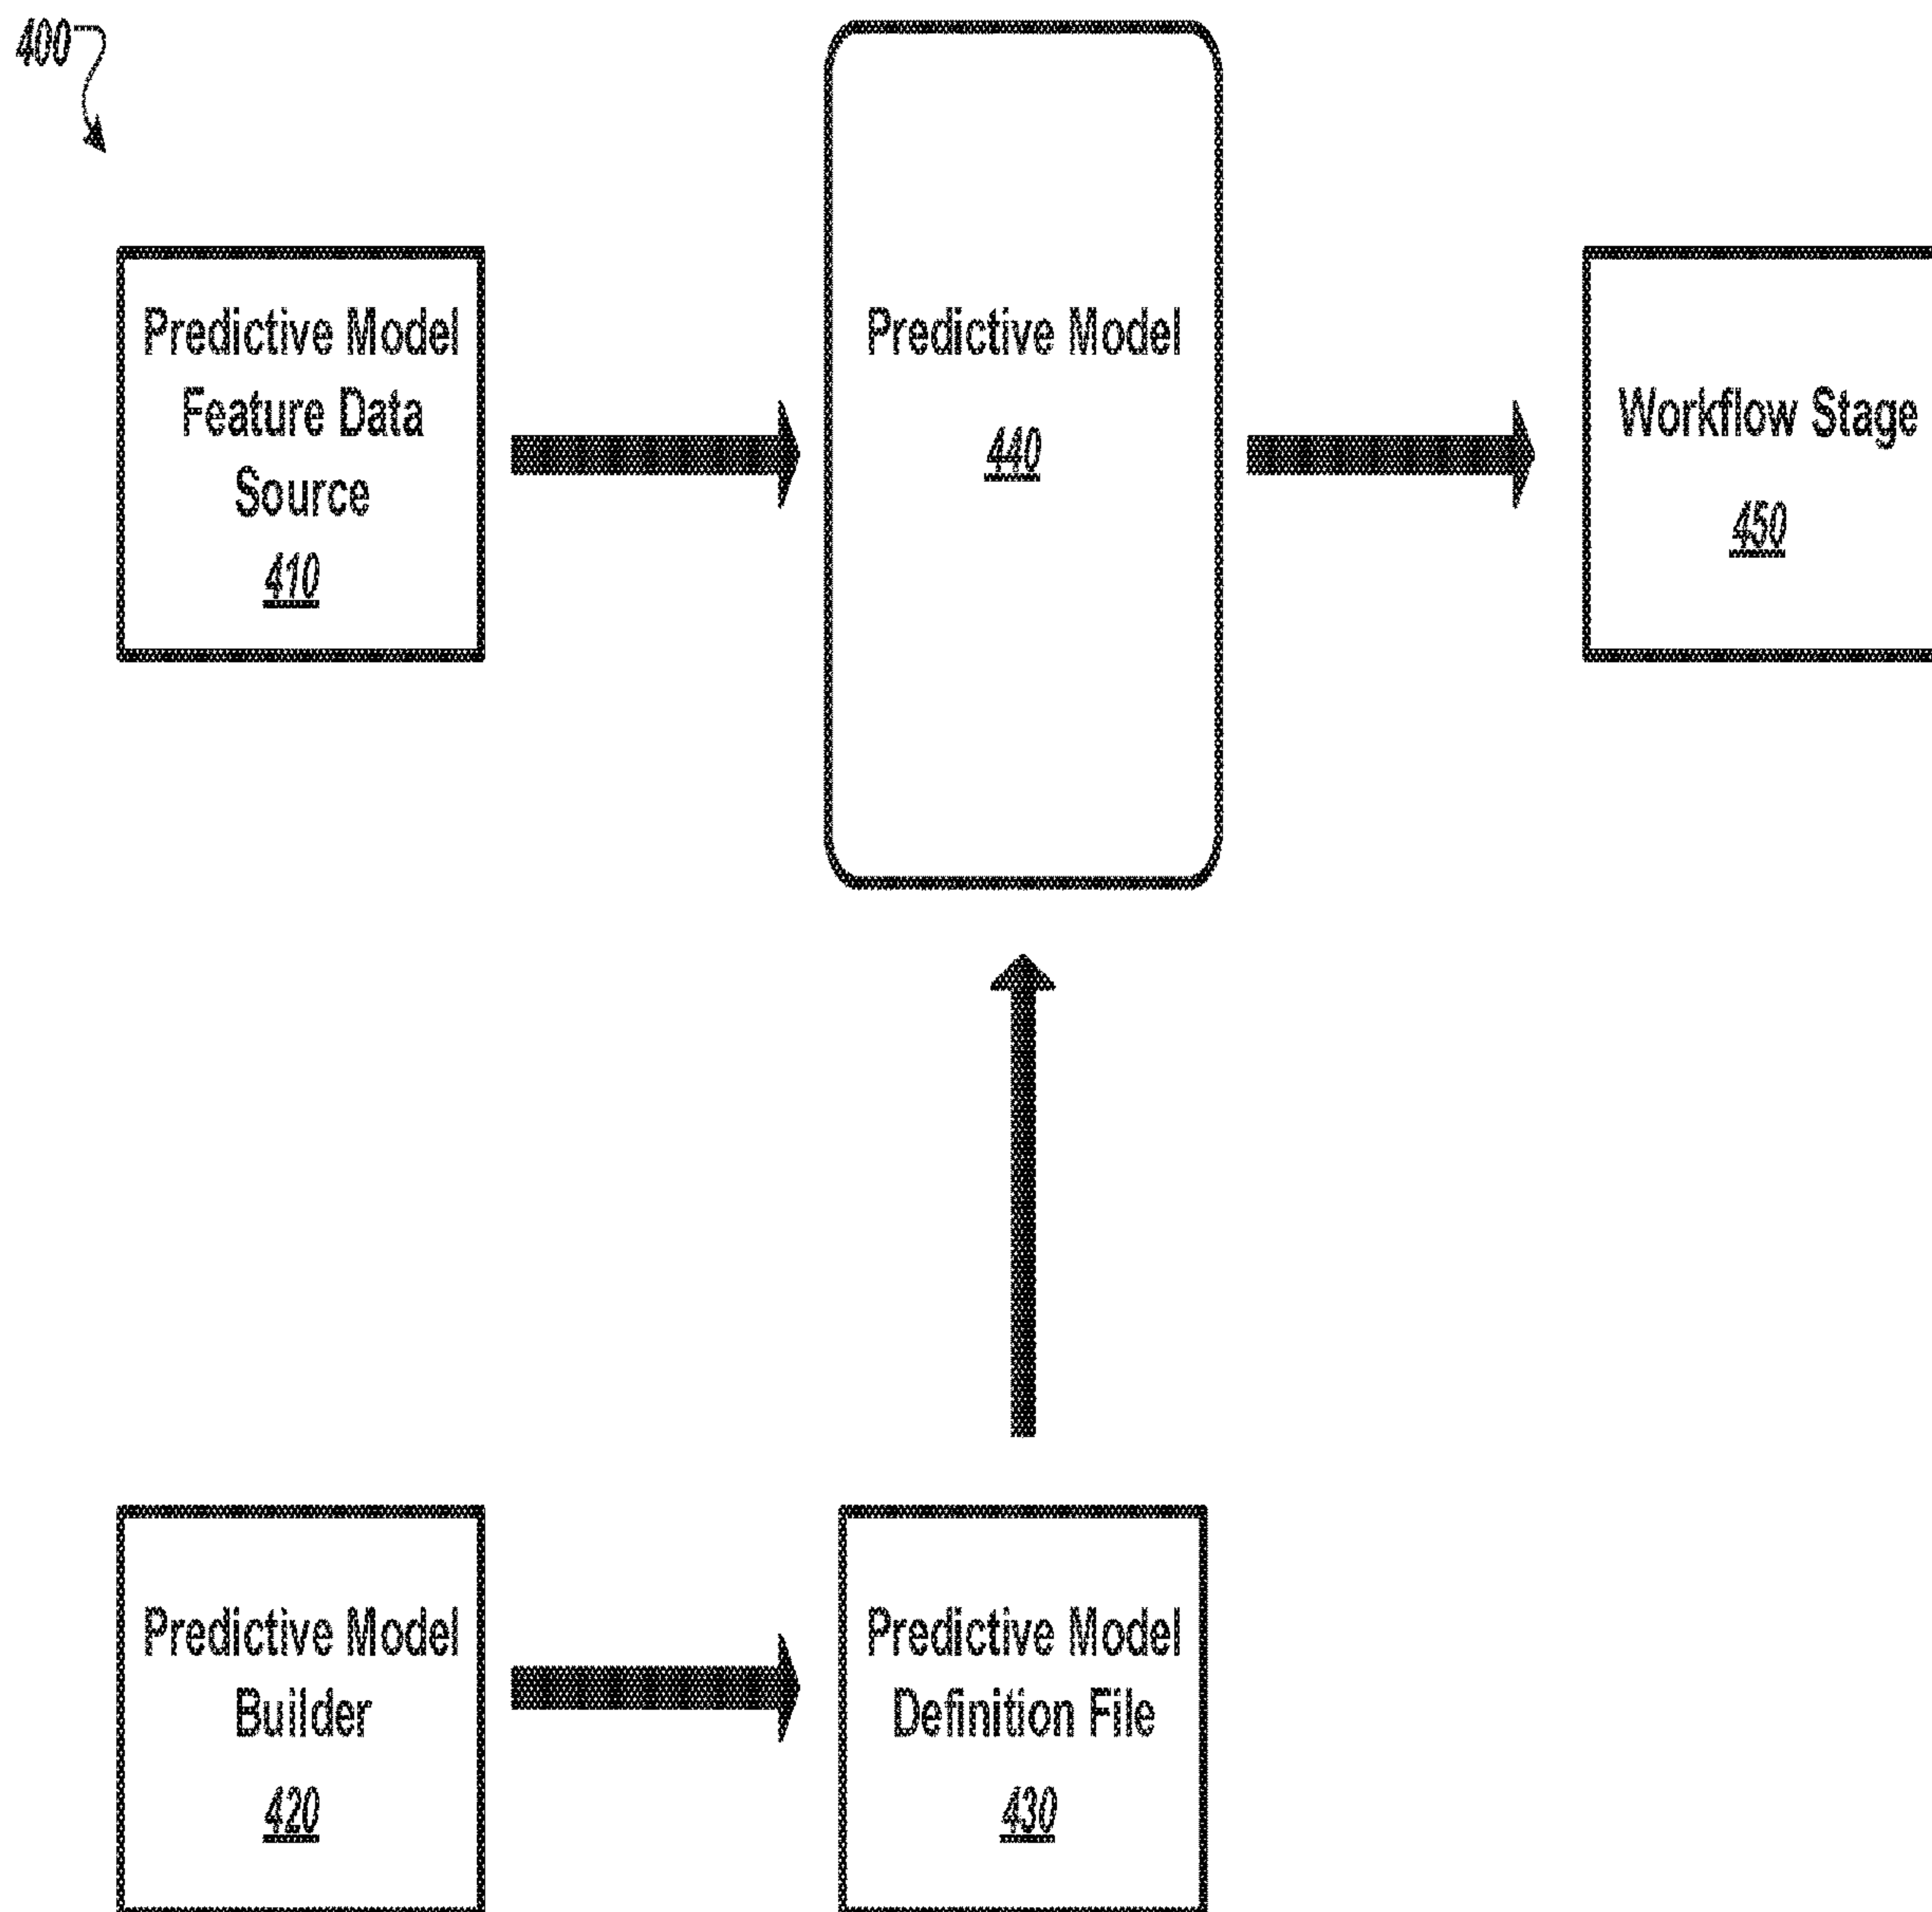 400
Predictive Model
Feature Data
Source
410
Predictive Model
440
Workflow Stage
450
Predictive Model
Builder
420
Predictive Model
Definition File
430